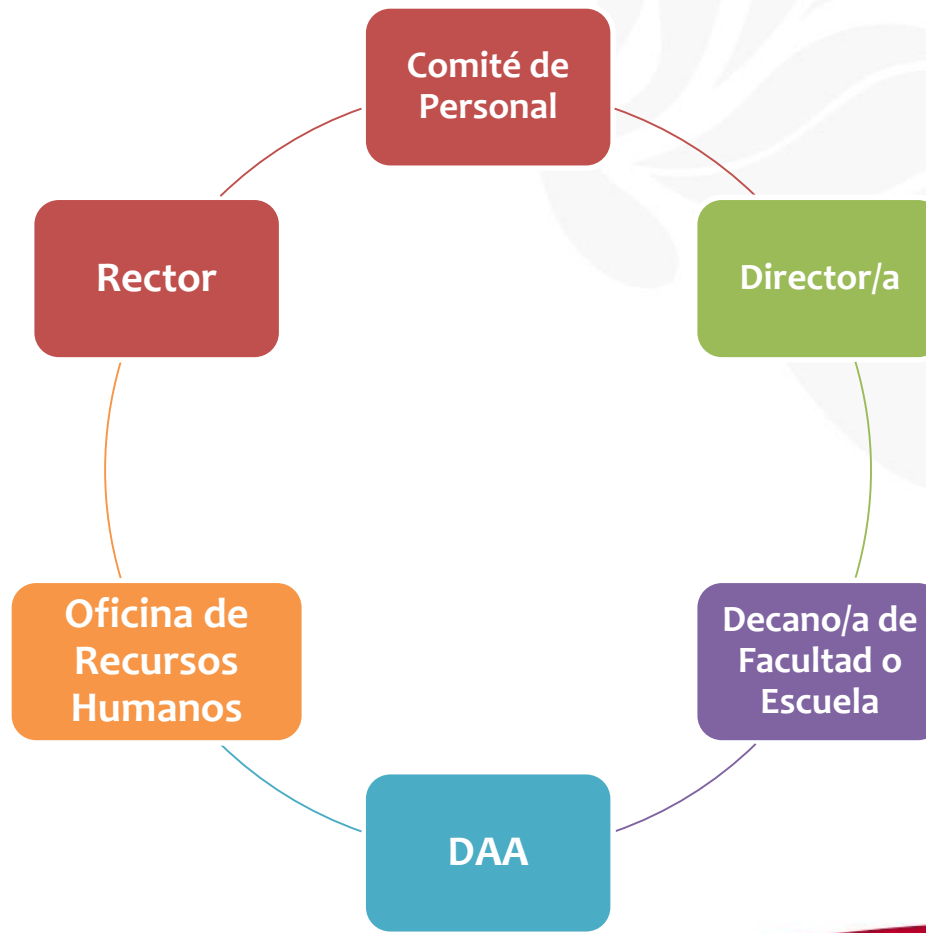 Comité de
Personal
Director/a
Decano/a de
Facultad o
Escuela
DAA
Oficina de
Recursos
Humanos
Rector